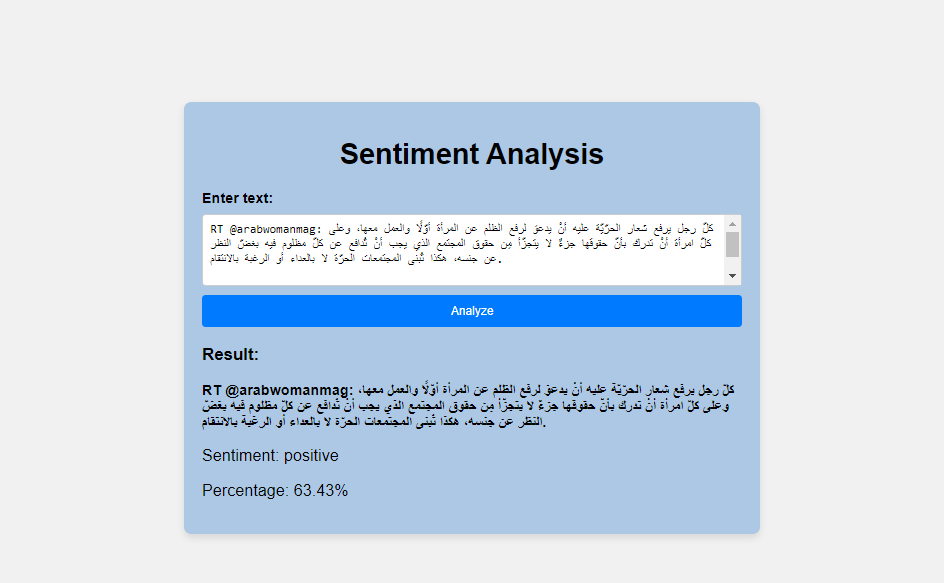 Sentiment Analysis
Enter text:
RT @arabwomanmag: كلّ رجل يرفع شعار الحرّيّة عليه أنْ يدعوَ لرفع الظلم عن المرأة أوّلًا والعمل معها، وعلى
كلّ امرأة أنْ تدرك بأنّ حقوقها جزءٌ لا يتجزّأ مِن حقوق المجتمع الذي يجب أنْ تُدافع عن كلّ مظلوم فيه بغضّ النظر
عن جنسه، هكذا تُبنى المجتمعات الحرّة لا بالعداء أو الرغبة بالانتقام.
Analyze
Result:
RT @arabwomanmag: كلّ رجل يرفع شعار الحرّيّة عليه أنْ يدعوَ لرفع الظلم عن المرأة أوّلًا والعمل معها،
وعلى كلّ امرأة أنْ تدرك بأنّ حقوقها جزءٌ لا يتجزّأ مِن حقوق المجتمع الذي يجب أنْ تُدافع عن كلّ مظلوم فيه بغضّ
النظر عن جنسه، هكذا تُبنى المجتمعات الحرّة لا بالعداء أو الرغبة بالانتقام.
Sentiment: positive
Percentage: 63.43%